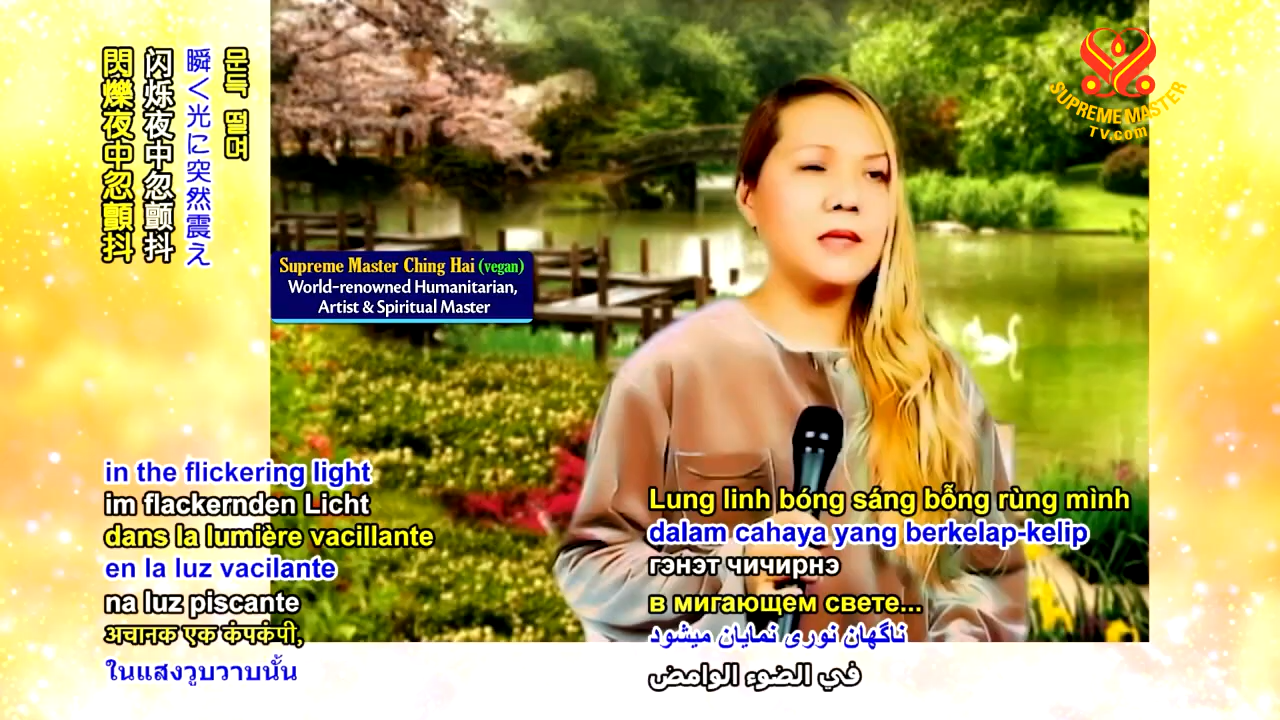 SUPREME MASTER
TV.com
문득 떨며
瞬く光に突然震え
闪烁夜中忽颤抖
閃爍夜中忽顫抖
Supreme Master Ching Hai (vegan)
World-renowned Humanitarian,
Artist & Spiritual Master
in the flickering light
im flackernden Licht
dans la lumière vacillante
en la luz vacilante
na luz piscante
अचानक एक कंपकंपी,
ในแสงวูบวาบนั้น
Lung linh bóng sáng bỗng rùng mình
dalam cahaya yang berkelap-kelip
гэнэт чичирнэ
в мигающем свете...
ناگهان نوری نمایان میشود
في الضوء الوامض